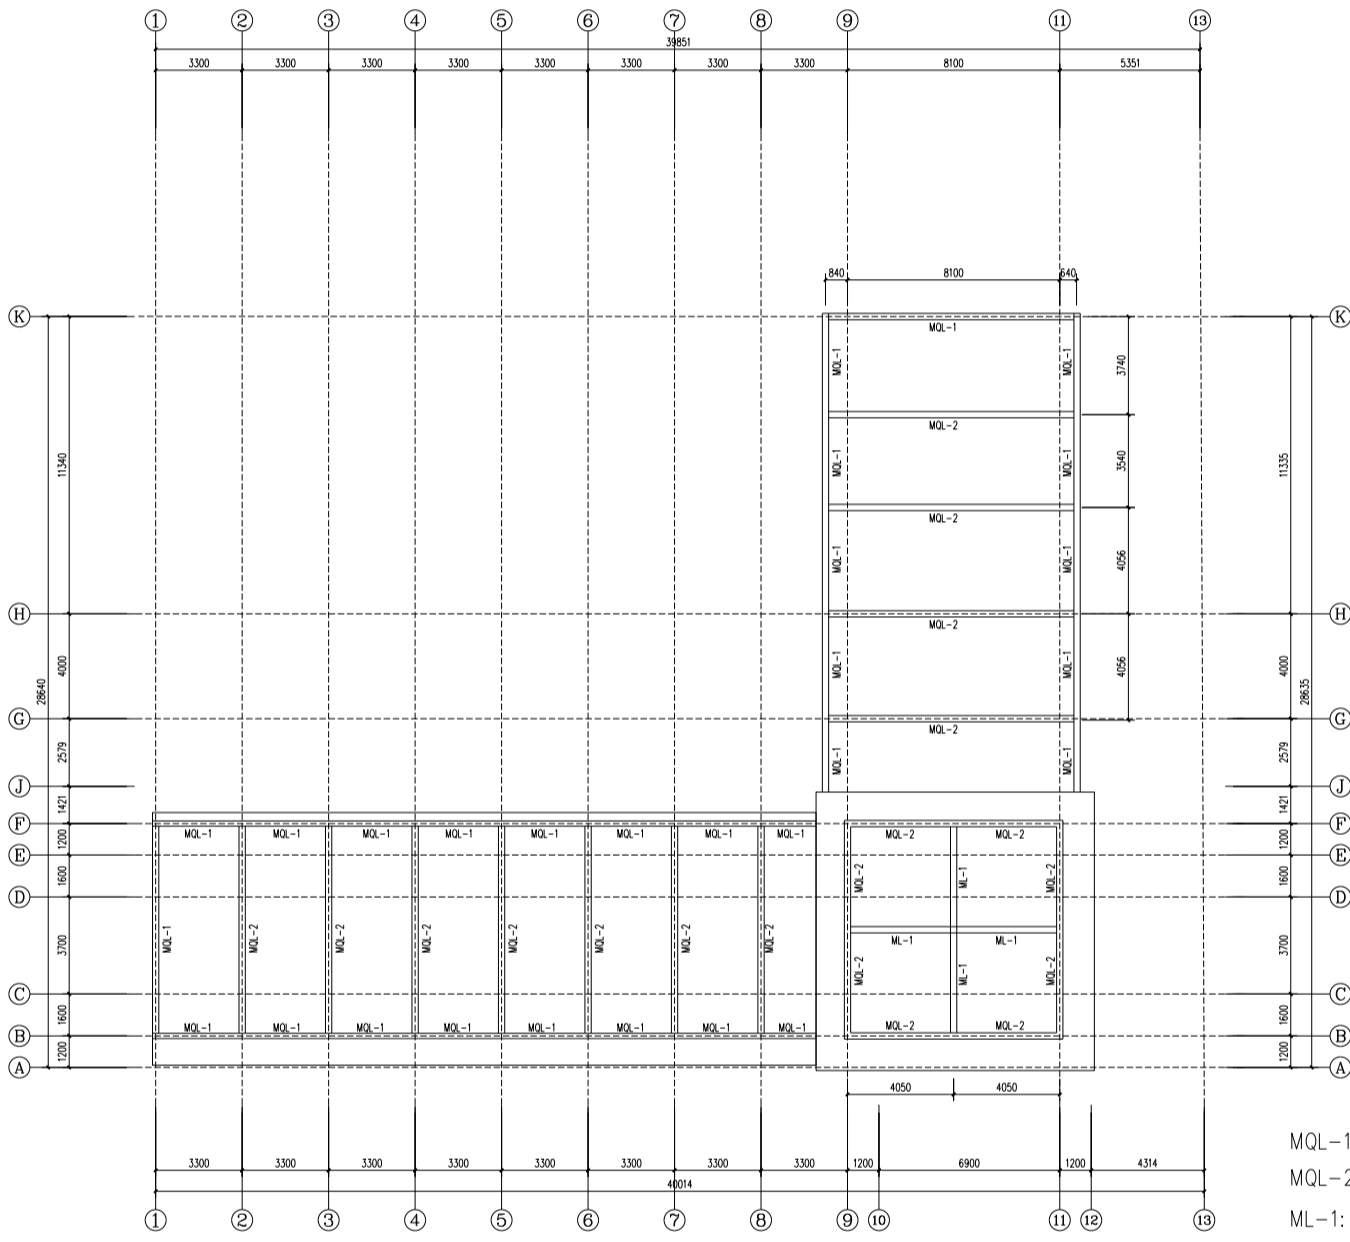 1 2 3 4 5 6 7 8 9 11 13
39851
3300 3300 3300 3300 3300 3300 3300 3300 8100 5351
840 8100 640
K K
MQL-1
MQL-1 MQL-1 3740
MQL-2
11340 MQL-1 MQL-1 3540 11335
MQL-2
MQL-1 MQL-1 4056
H H
MQL-2
4000 MQL-1 MQL-1 4056 4000
28640 28635
G G
MQL-2
2579 MQL-1 MQL-1 2579
J J
1421 1421
F F
MQL-1 MQL-1 MQL-1 MQL-1 MQL-1 MQL-1 MQL-1 MQL-1 MQL-2 MQL-2
1200 1200
E E
1600 MQL-2 ML-1 MQL-2 1600
D D
MQL-1 MQL-2 MQL-2 MQL-2 MQL-2 MQL-2 MQL-2 MQL-2 ML-1 ML-1
3700 3700
MQL-2 ML-1 MQL-2
C C
1600 1600
MQL-1 MQL-1 MQL-1 MQL-1 MQL-1 MQL-1 MQL-1 MQL-1 MQL-2 MQL-2
B B
1200 1200
A A
4050 4050
MQL-1
3300 3300 3300 3300 3300 3300 3300 3300 1200 6900 1200 4314
MQL-2
40014
1 2 3 4 5 6 7 8 9 10 11 12 13
ML-1: